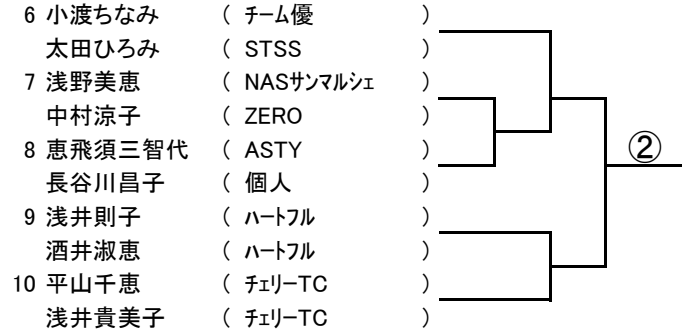 6 小渡ちなみ ( ﾁｰﾑ優 )
太田ひろみ ( STSS )
7 浅野美恵 ( NASｻﾝﾏﾙｼｪ )
中村涼子 ( ZERO )
8 恵飛須三智代 ( ASTY )
長谷川昌子 ( 個人 )
②
9 浅井則子 ( ﾊｰﾄﾌﾙ )
酒井淑恵 ( ﾊｰﾄﾌﾙ )
10 平山千恵 ( ﾁｪﾘｰTC )
浅井貴美子 ( ﾁｪﾘｰTC )